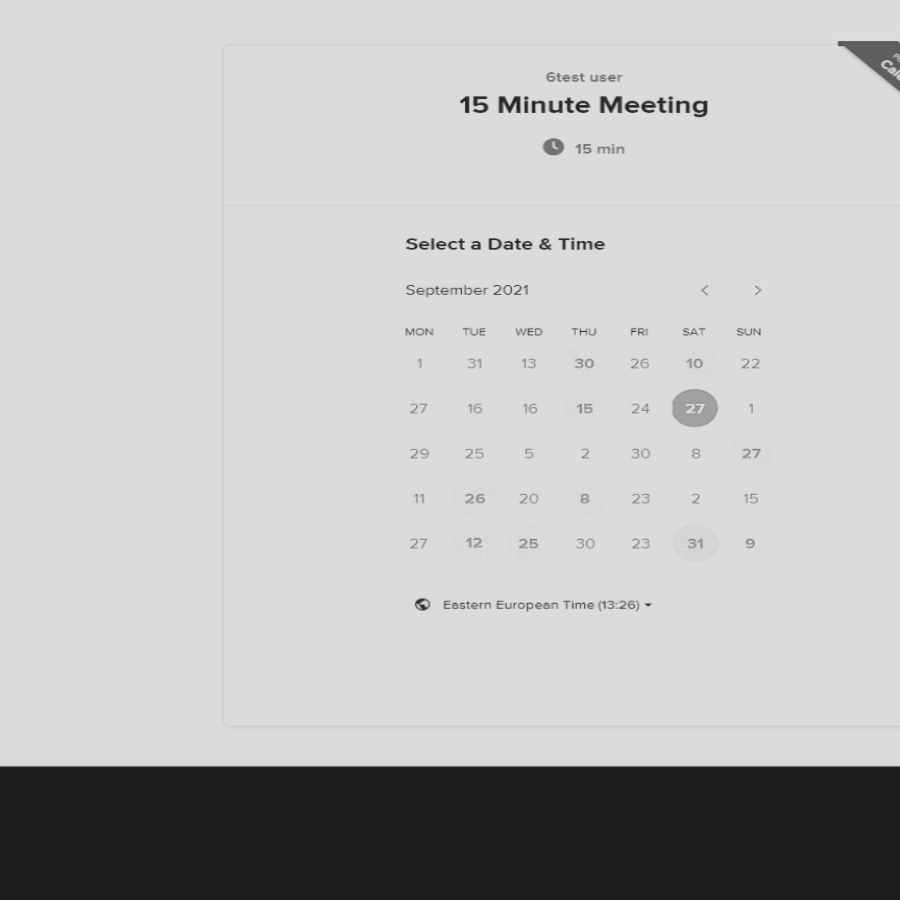 6test user
15 Minute Meeting
15 min
Select a Date & Time
September 2021
MON TUE WED THU FRI SAT SUN
1 31 13 30 26 10 22
27 16 16 15 24 27 1
29 25 5 2 30 8 27
11 26 20 8 23 2 15
27 12 25 30 23 31 9
Eastern European Time (13:26)